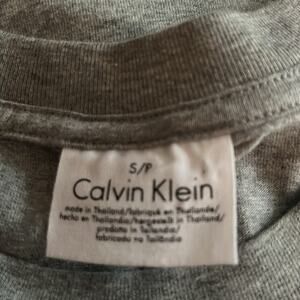 S/P
Calvin Klein
made in Thailand/fabriqué en Thaïlande/
hecho en Thailandia/hergestellt in Thailand/
prodotto in Tailandia/
fabricado na Tailândia